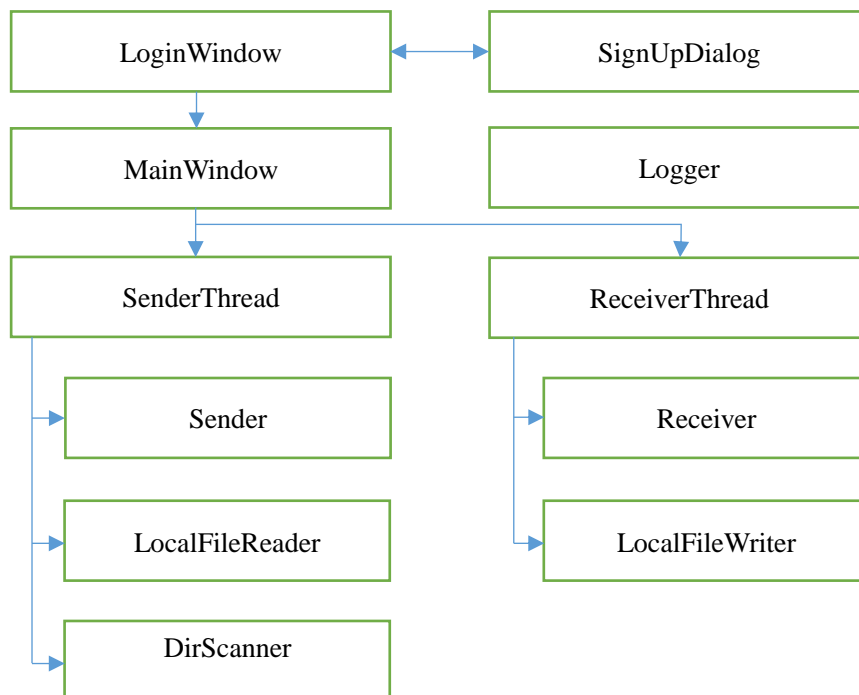 LoginWindow
SignUpDialog
MainWindow
Logger
SenderThread
ReceiverThread
Sender
Receiver
LocalFileReader
LocalFileWriter
DirScanner